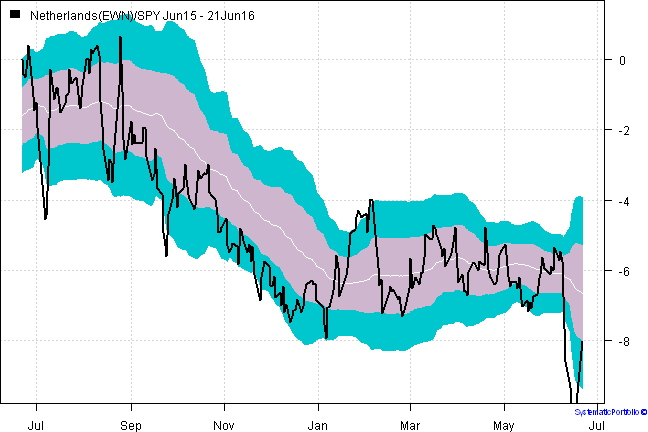 Netherlands(EWN)/SPY Jun15 - 21Jun16
0
-2
-4
-6
-8
SystematicPortfolio ©
Jul Sep Nov Jan Mar May Jul